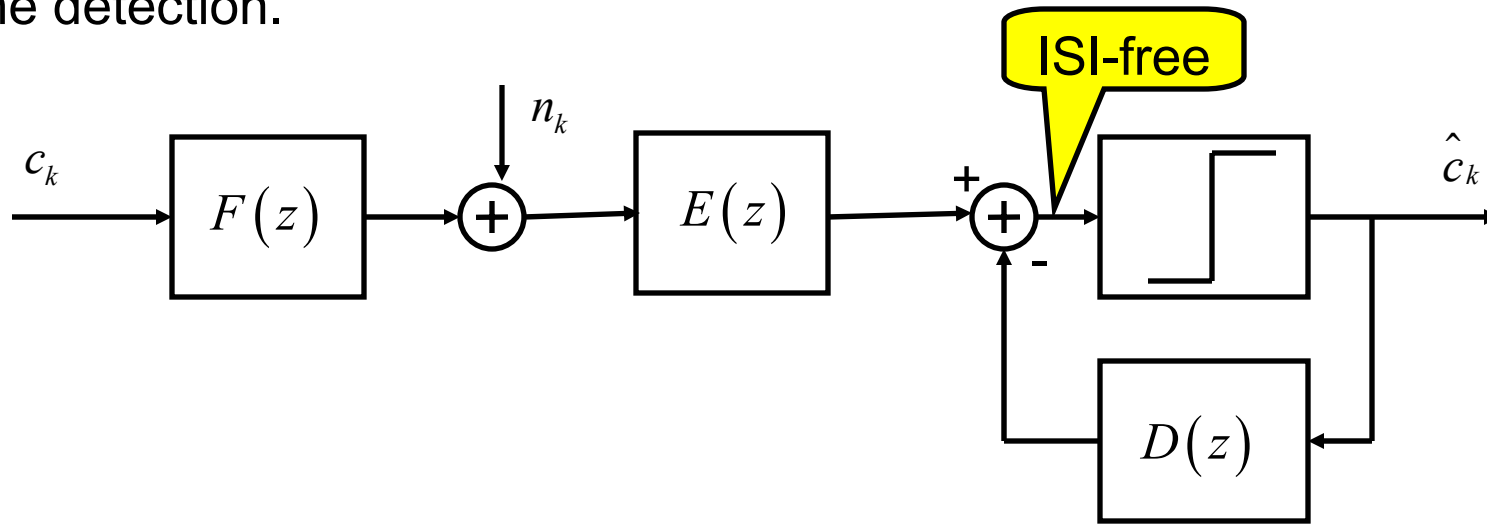 ne detection.
ISI-free
n_k
c_k
F(z)
+
E(z)
+
+
-
ĉ_k
D(z)